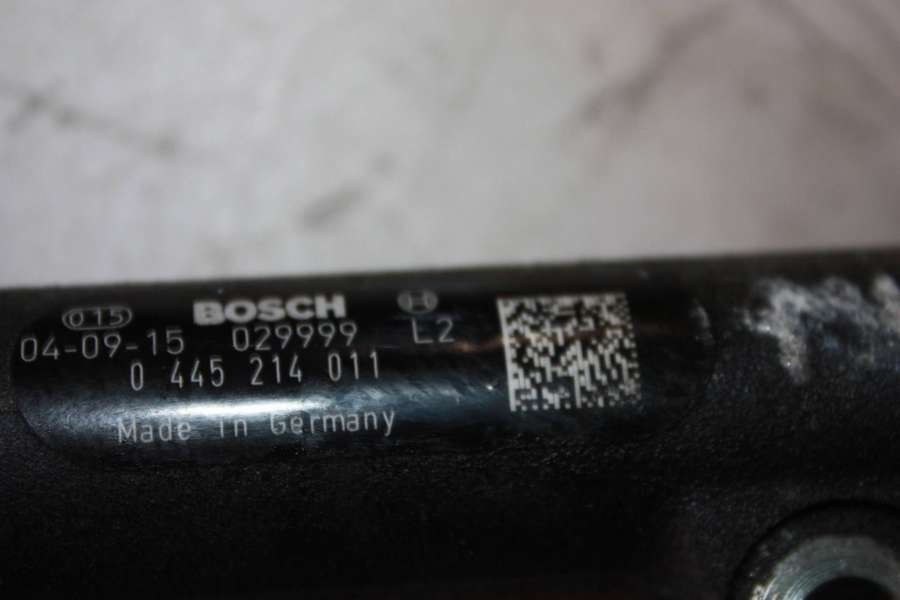 015 BOSCH
04-09-15 029999 L2
0 445 214 011
Made in Germany